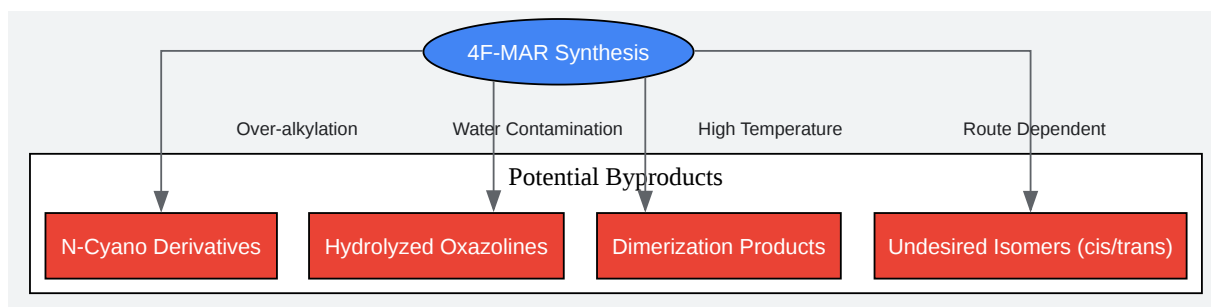 4F-MAR Synthesis
Over-alkylation
Water Contamination
High Temperature
Route Dependent
Potential Byproducts
N-Cyano Derivatives
Hydrolyzed Oxazolines
Dimerization Products
Undesired Isomers (cis/trans)